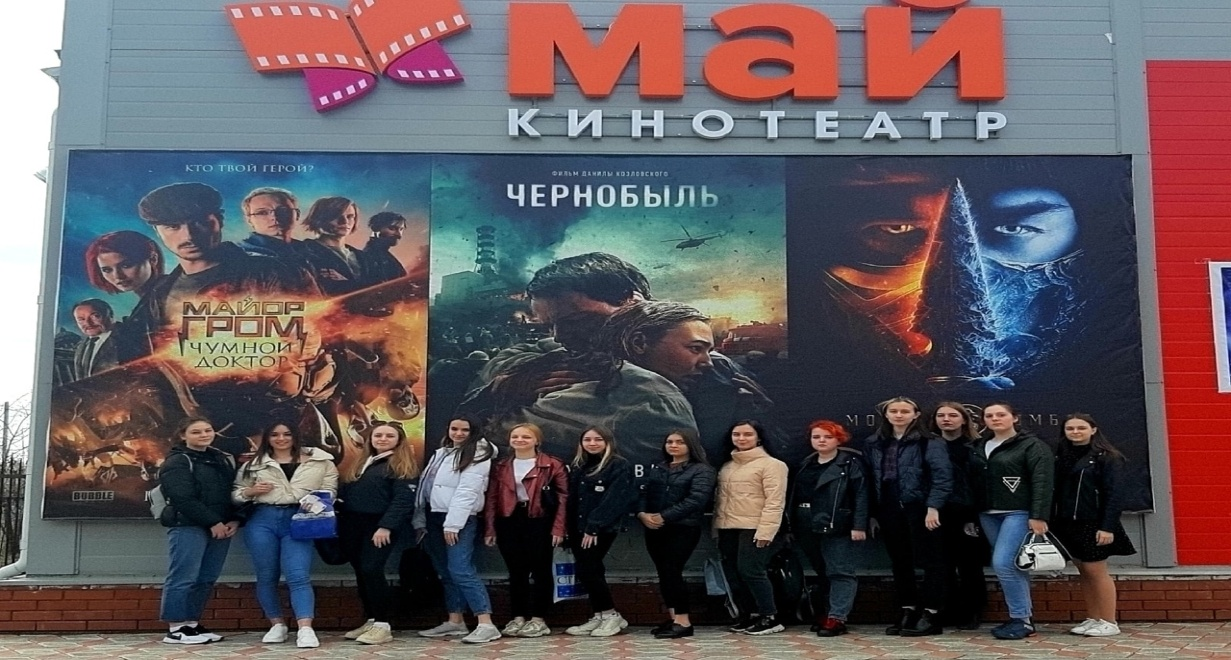 май
КИНОТЕАТР
КТО ТВОЙ ГЕРОЙ?
МАЙОР
ГРОМ
ЧУМНОЙ
ДОКТОР
BUBBLE
ФИЛЬМ ДАНИЛЫ КОЗЛОВСКОГО
ЧЕРНОБЫЛЬ